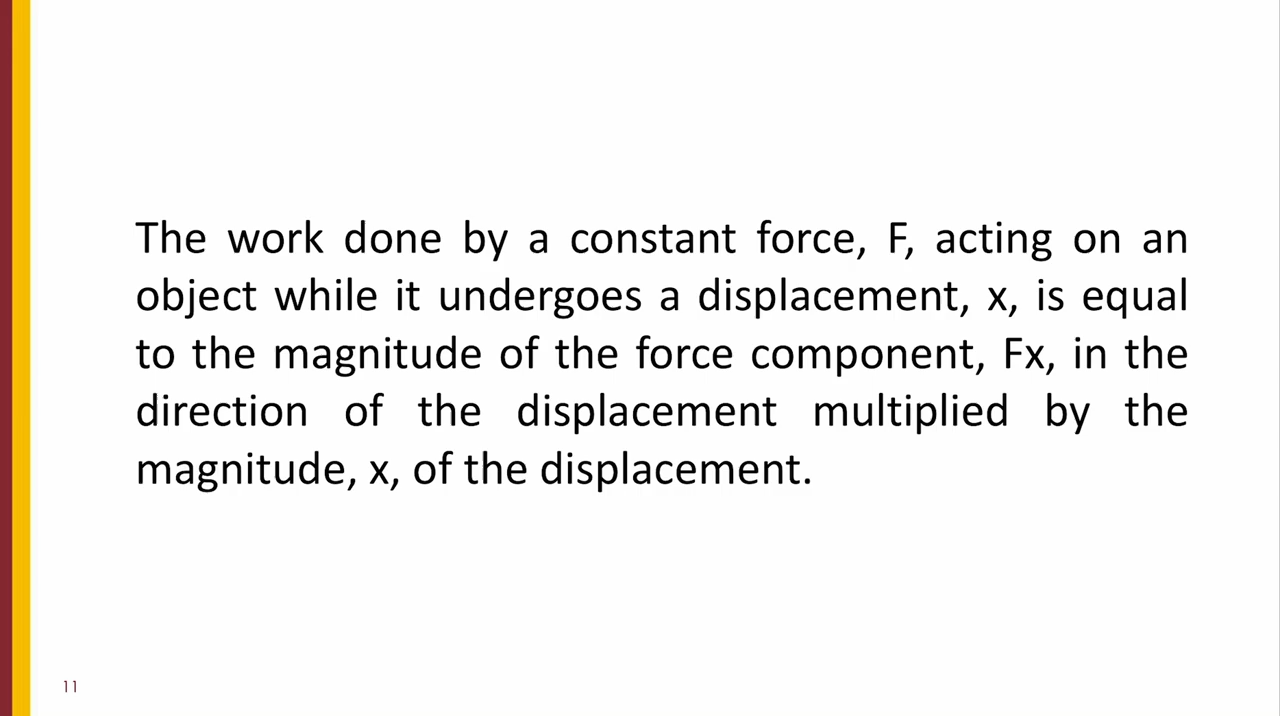 The work done by a constant force, F, acting on an
object while it undergoes a displacement, x, is equal
to the magnitude of the force component, Fx, in the
direction of the displacement multiplied by the
magnitude, x, of the displacement.
11